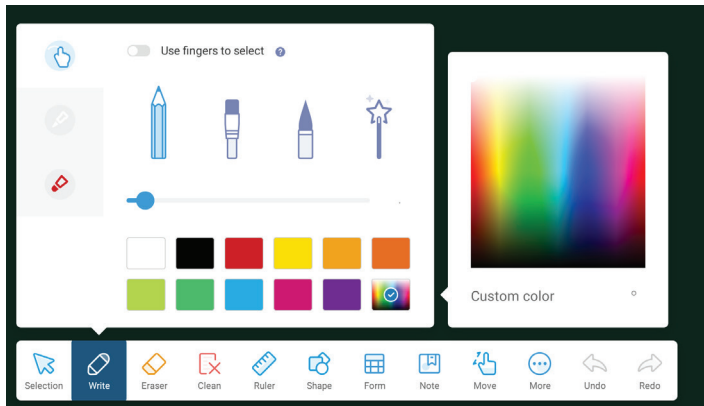 Use fingers to select ?
Custom color
Selection Write Eraser Clean Ruler Shape Form Note Move More Undo Redo